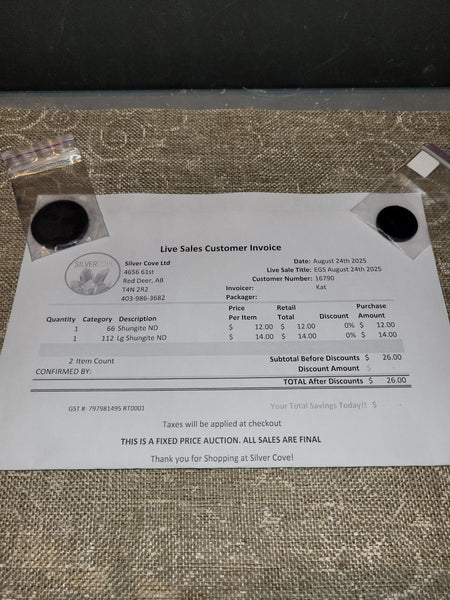 Live Sales Customer Invoice
SILVER COVE
Silver Cove Ltd
4656 61st
Red Deer, AB
T4N 2R2
403-986-3682
Date: August 24th 2025
Live Sale Title: EGS August 24th 2025
Customer Number: 16790
Invoicer: Kat
Packager:
Quantity Category Description Price Per Item Retail Total Discount Purchase Amount
1 66 Shungite ND $ 12.00 $ 12.00 0% $ 12.00
1 112 Lg Shungite ND $ 14.00 $ 14.00 0% $ 14.00
2 Item Count Subtotal Before Discounts $ 26.00
CONFIRMED BY: Discount Amount $ -
TOTAL After Discounts $ 26.00
GST #: 797981495 RT0001 Your Total Savings Today!! $ -
Taxes will be applied at checkout
THIS IS A FIXED PRICE AUCTION. ALL SALES ARE FINAL
Thank you for Shopping at Silver Cove!